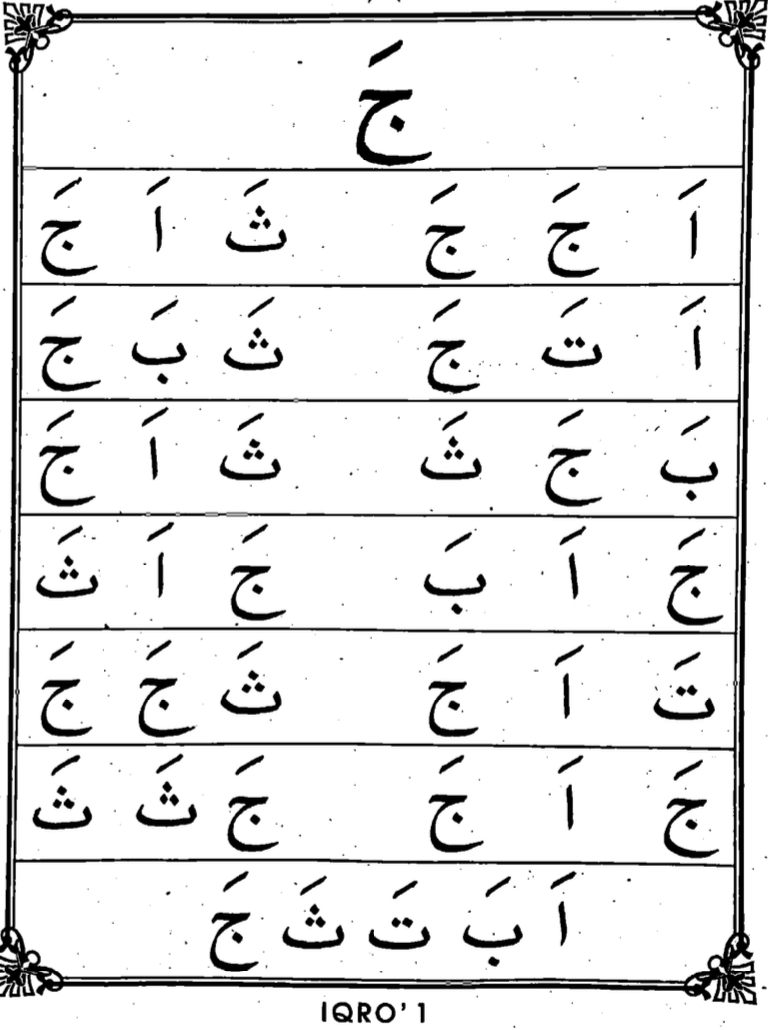 جَ
اَ جَ جَ ثَ اَ جَ
اَ تَ جَ ثَ بَ جَ
بَ جَ ثَ ثَ اَ جَ
جَ اَ بَ جَ اَ ثَ
تَ اَ جَ ثَ جَ جَ
جَ اَ جَ جَ ثَ ثَ
اَ بَ تَ ثَ جَ
IQRO' 1